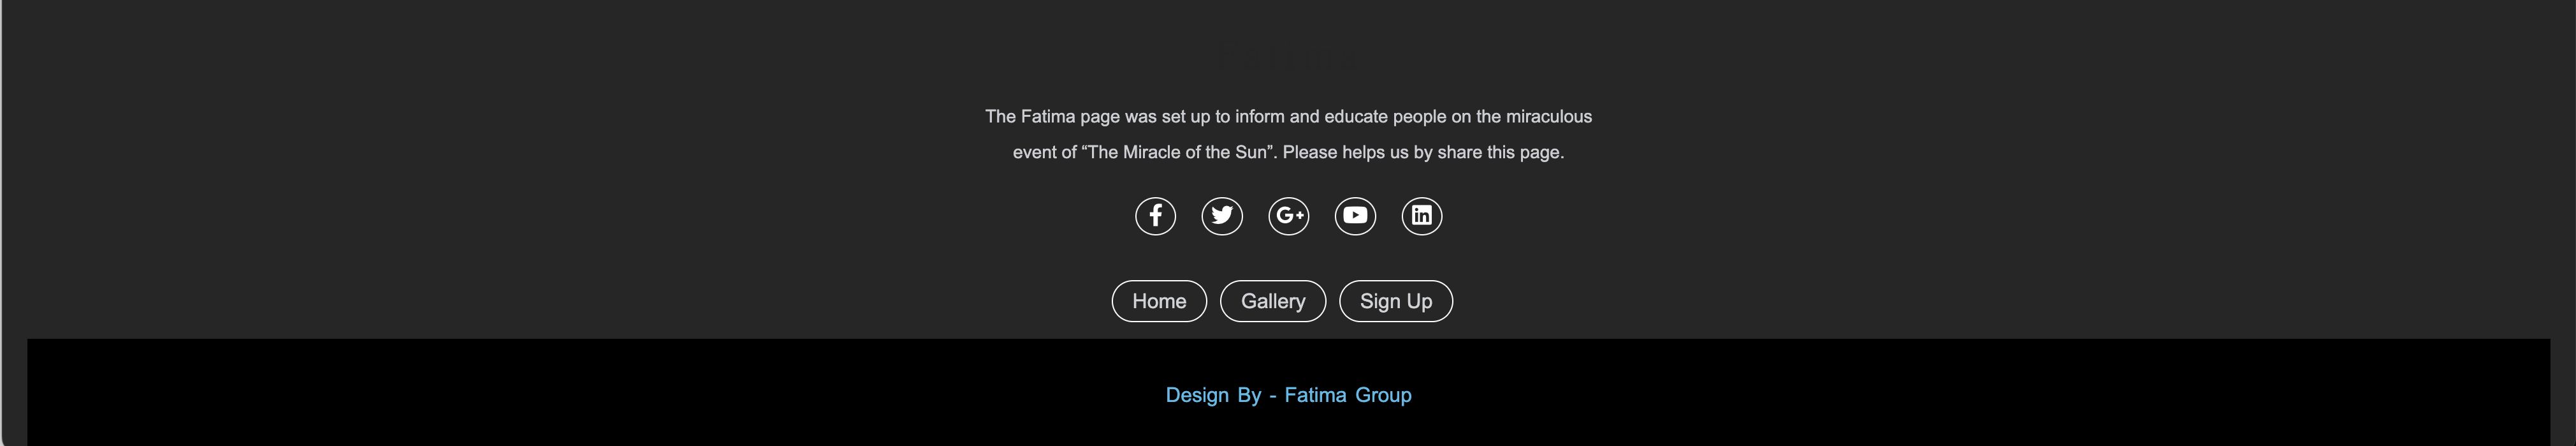 The Fatima page was set up to inform and educate people on the miraculous
event of “The Miracle of the Sun”. Please helps us by share this page.
Home Gallery Sign Up
Design By - Fatima Group